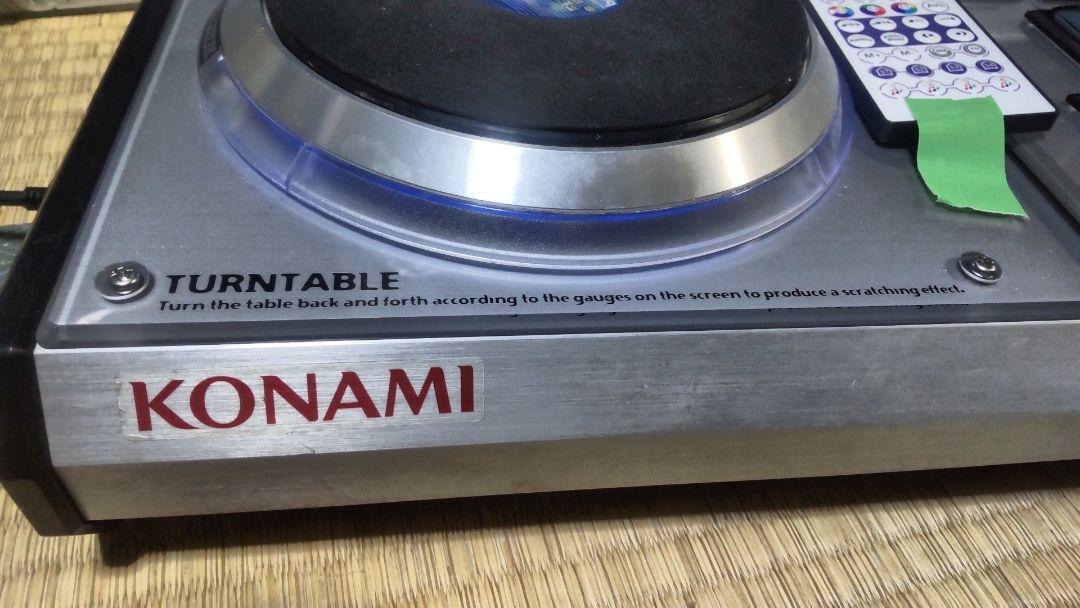 TURNTABLE
Turn the table back and forth according to the gauges on the screen to produce a scratching effect.
KONAMI